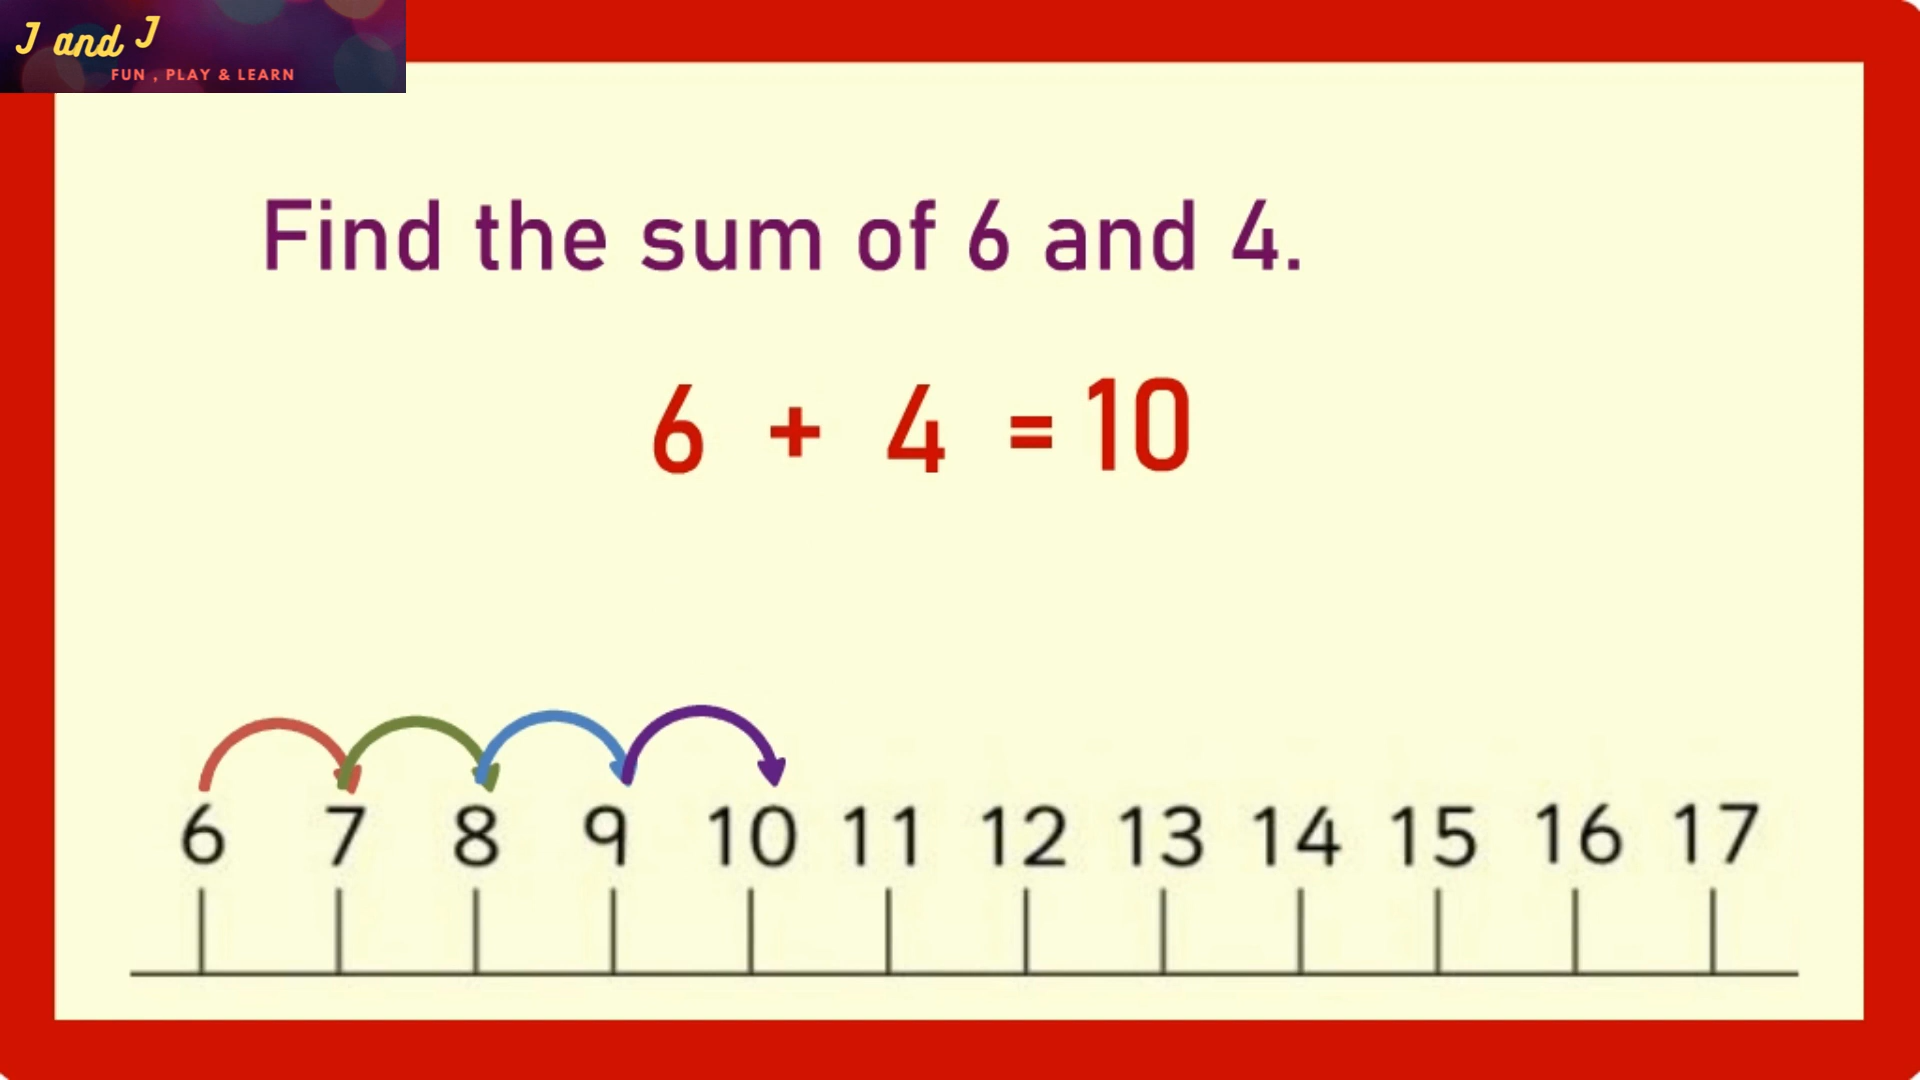 J and J
FUN , PLAY & LEARN
Find the sum of 6 and 4.
6 + 4 = 10
6 7 8 9 10 11 12 13 14 15 16 17